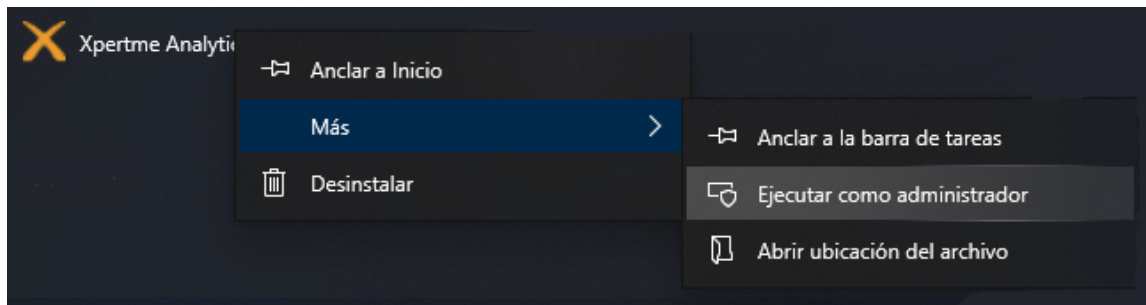 Xpertme Analytic
Anclar a Inicio
Más
Desinstalar
Anclar a la barra de tareas
Ejecutar como administrador
Abrir ubicación del archivo